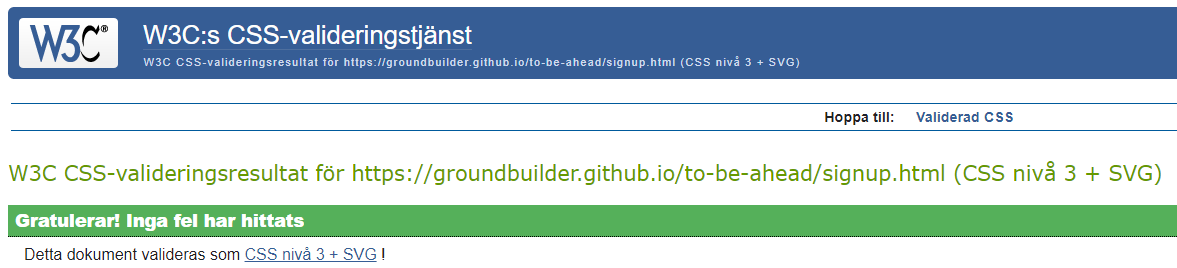 W3C®
W3C:s CSS-valideringstjänst
W3C CSS-valideringsresultat för https://groundbuilder.github.io/to-be-ahead/signup.html (CSS nivå 3 + SVG)
Hoppa till: Validerad CSS
W3C CSS-valideringsresultat för https://groundbuilder.github.io/to-be-ahead/signup.html (CSS nivå 3 + SVG)
Gratulerar! Inga fel har hittats
Detta dokument valideras som CSS nivå 3 + SVG !